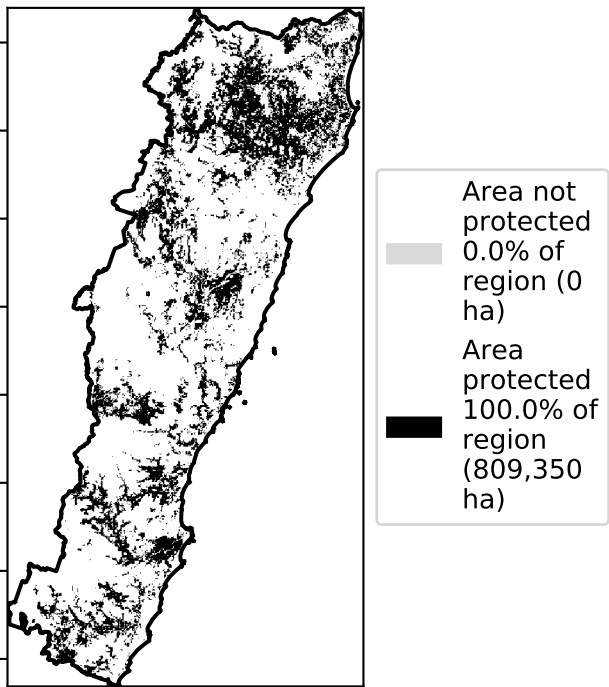 Area not
protected
0.0% of
region (0
ha)
Area
protected
100.0% of
region
(809,350
ha)